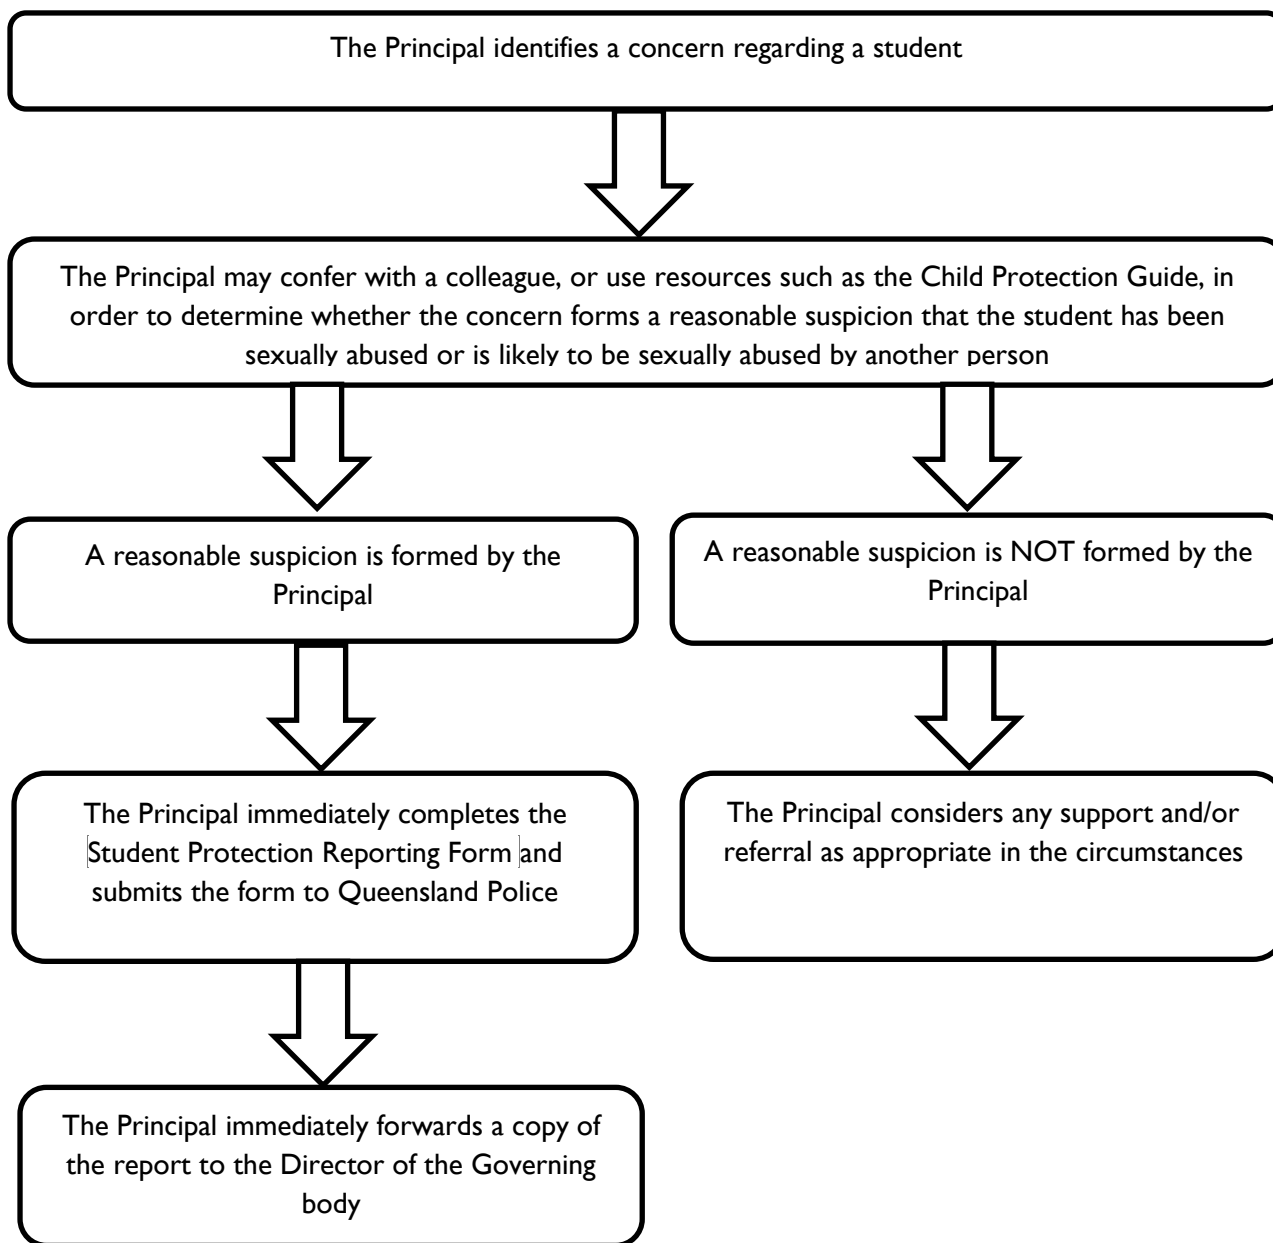 The Principal identifies a concern regarding a student
The Principal may confer with a colleague, or use resources such as the Child Protection Guide, in
order to determine whether the concern forms a reasonable suspicion that the student has been
sexually abused or is likely to be sexually abused by another person
A reasonable suspicion is formed by the
Principal
A reasonable suspicion is NOT formed by the
Principal
The Principal immediately completes the
Student Protection Reporting Form and
submits the form to Queensland Police
The Principal considers any support and/or
referral as appropriate in the circumstances
The Principal immediately forwards a copy of
the report to the Director of the Governing
body